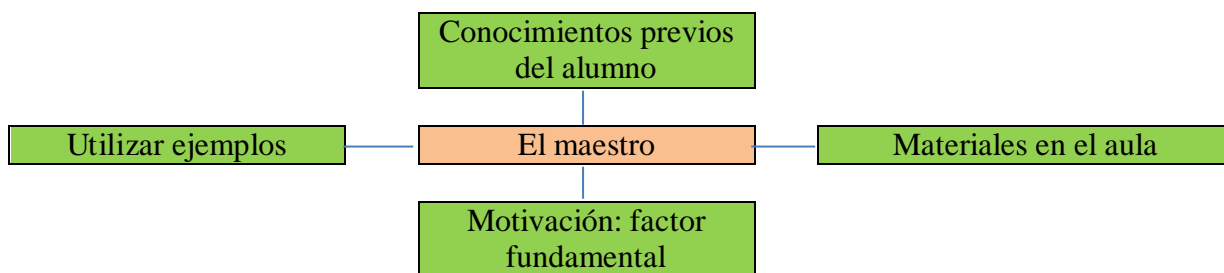 Conocimientos previos
del alumno
Utilizar ejemplos
El maestro
Materiales en el aula
Motivación: factor
fundamental